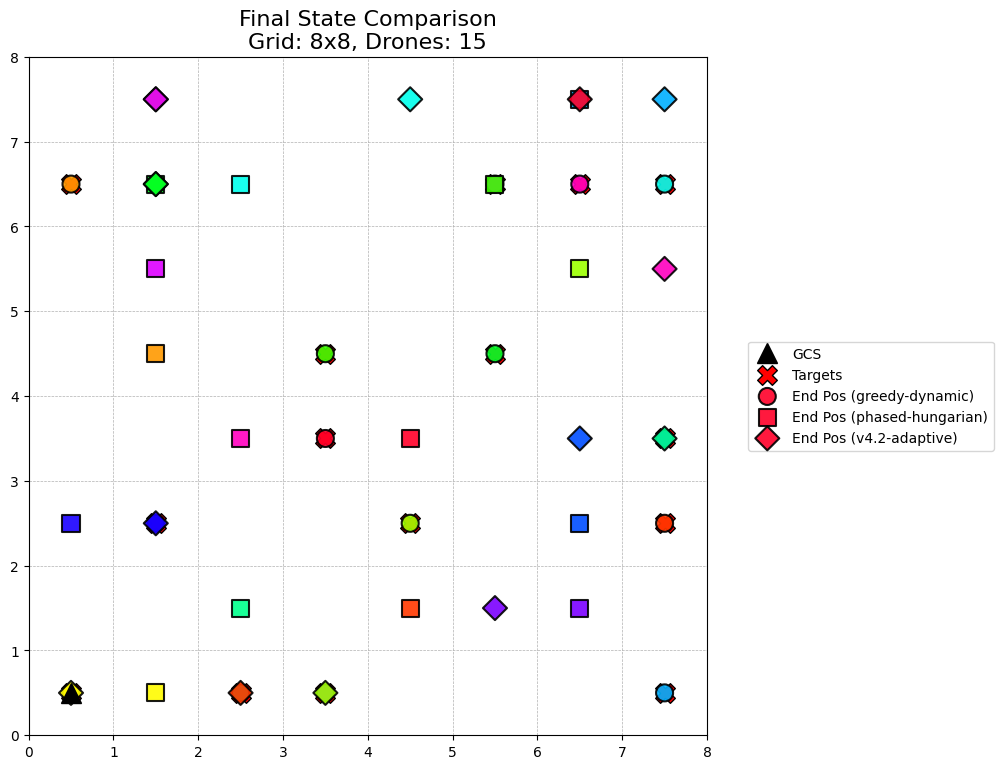 Final State Comparison
Grid: 8x8, Drones: 15
8
7
6
5
4
3
2
1
0
0 1 2 3 4 5 6 7 8
GCS
Targets
End Pos (greedy-dynamic)
End Pos (phased-hungarian)
End Pos (v4.2-adaptive)